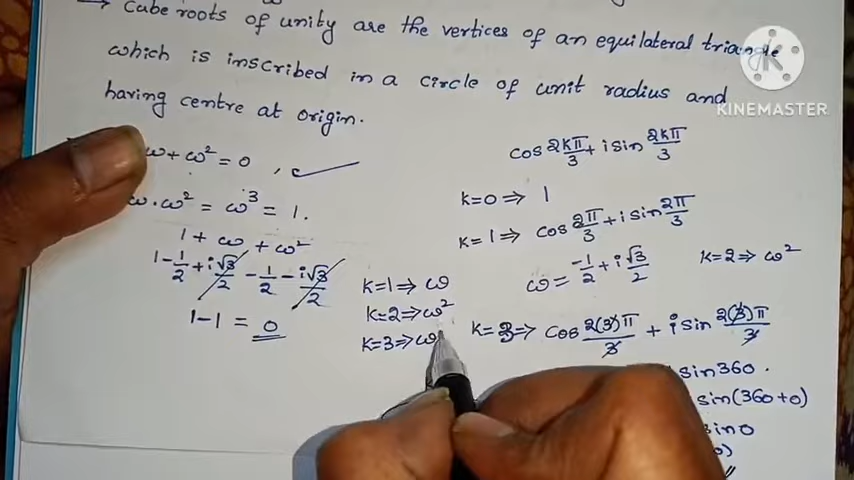 → Cube roots of unity are the vertices of an equilateral triangle
which is inscribed in a circle of unit radius and
having centre at origin.
ω + ω² = 0,
ω · ω² = ω³ = 1.
1 + ω + ω²
1 - 1/2 + i√3/2 - 1/2 - i√3/2
1 - 1 = 0
k=1 ⇒ ω
k=2 ⇒ ω²
k=3 ⇒ ω
cos 2kπ/3 + i sin 2kπ/3
k=0 ⇒ 1
k=1 ⇒ cos 2π/3 + i sin 2π/3
ω = -1/2 + i√3/2
k=2 ⇒ ω²
k=3 ⇒ cos 2(3)π/3 + i sin 2(3)π/3
sin 360.
sin(360+0)
sin 0
K
KINEMASTER